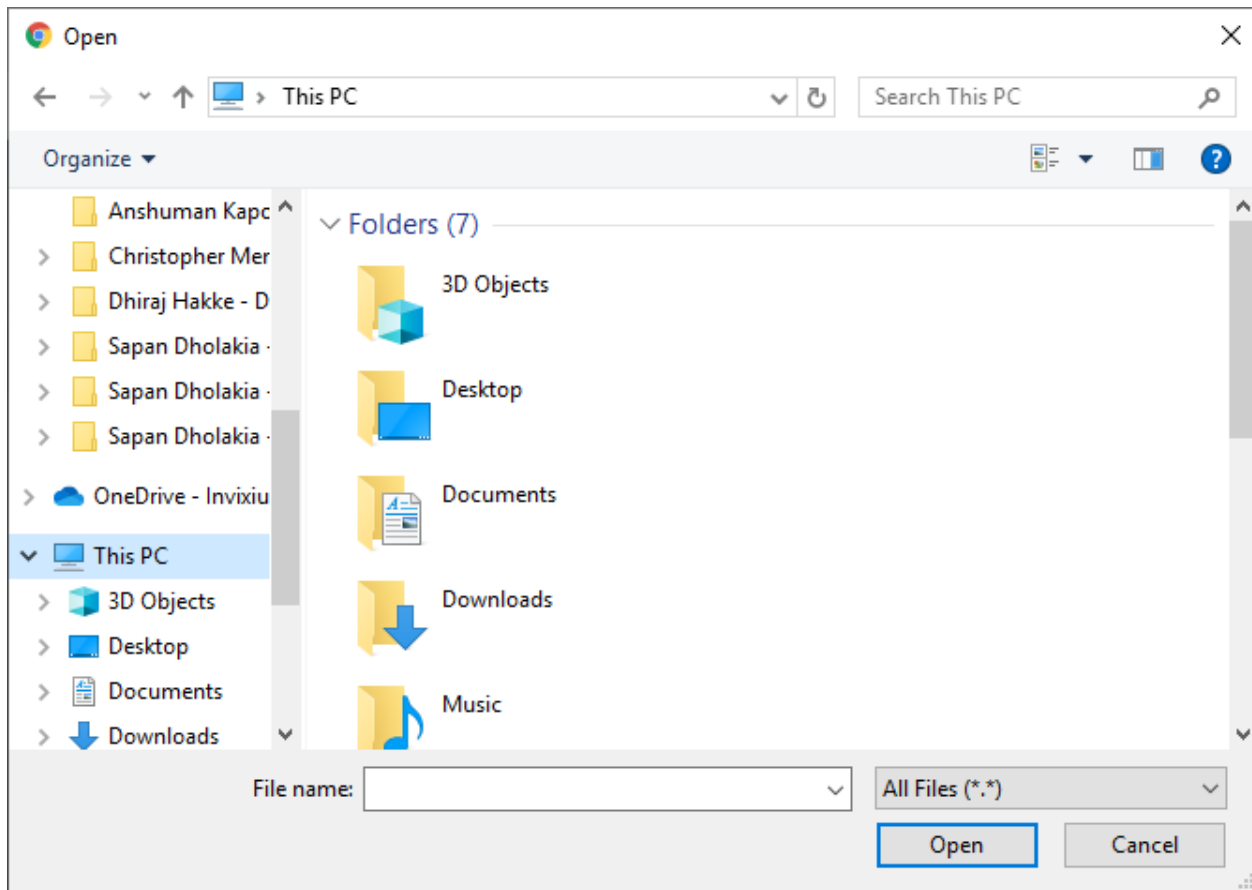 Open
This PC
Search This PC
Organize
Anshuman Kapo
Christopher Mer
Dhiraj Hakke - D
Sapan Dholakia -
Sapan Dholakia -
Sapan Dholakia -
OneDrive - Invixiu
This PC
3D Objects
Desktop
Documents
Downloads
Folders (7)
3D Objects
Desktop
Documents
Downloads
Music
File name:
All Files (*.*)
Open
Cancel